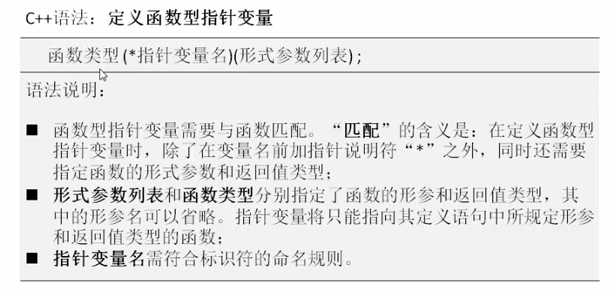 C++语法：定义函数型指针变量
函数类型(*指针变量名)(形式参数列表);
语法说明：
■ 函数型指针变量需要与函数匹配。“匹配”的含义是：在定义函数型
指针变量时，除了在变量名前加指针说明符“*”之外，同时还需要
指定函数的形式参数和返回值类型；
■ 形式参数列表和函数类型分别指定了函数的形参和返回值类型，其
中的形参名可以省略。指针变量将只能指向其定义语句中所规定形参
和返回值类型的函数；
■ 指针变量名需符合标识符的命名规则。